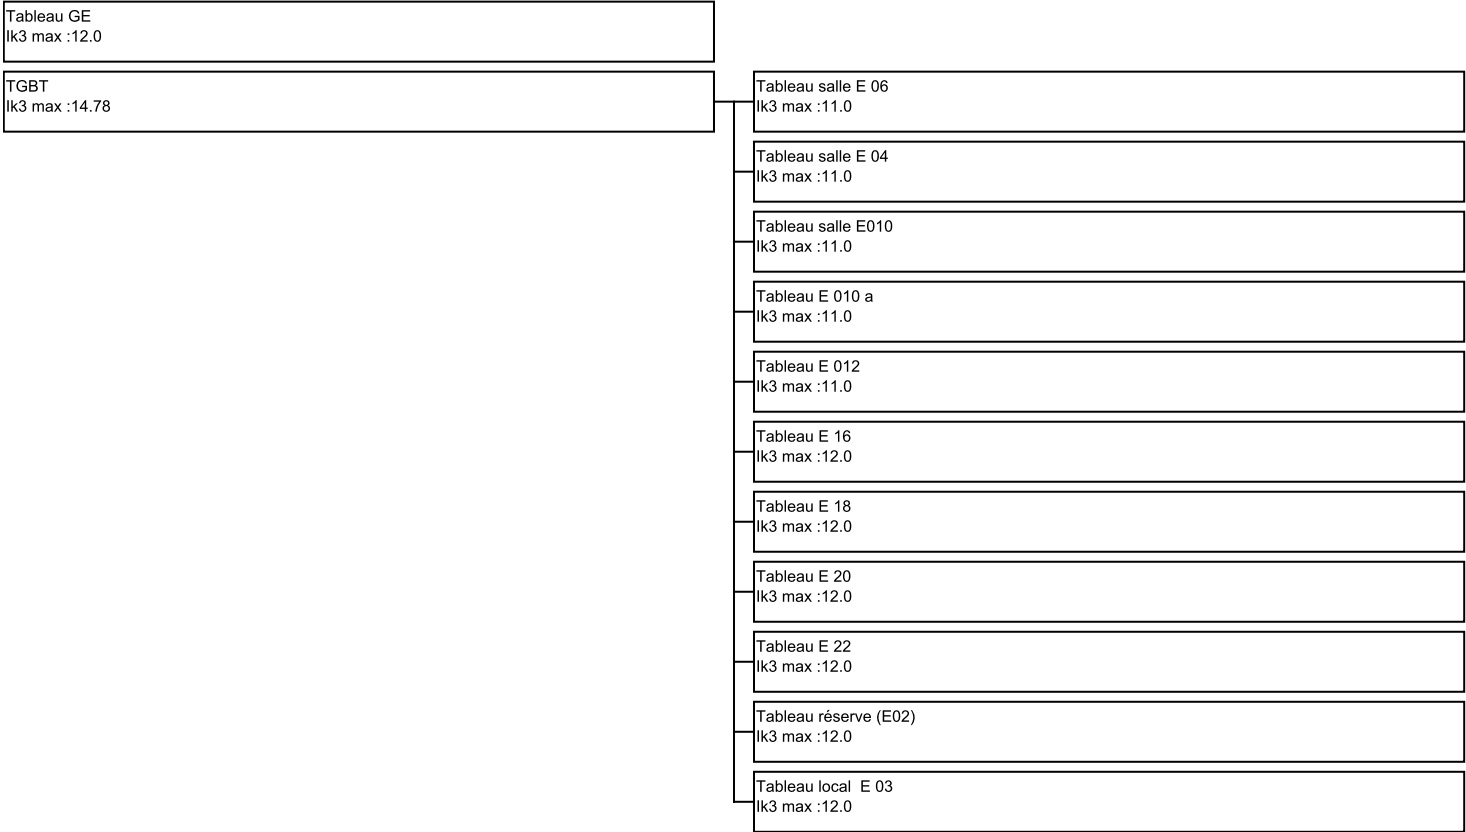 Tableau GE
Ik3 max :12.0
TGBT
Ik3 max :14.78
Tableau salle E 06
Ik3 max :11.0
Tableau salle E 04
Ik3 max :11.0
Tableau salle E010
Ik3 max :11.0
Tableau E 010 a
Ik3 max :11.0
Tableau E 012
Ik3 max :11.0
Tableau E 16
Ik3 max :12.0
Tableau E 18
Ik3 max :12.0
Tableau E 20
Ik3 max :12.0
Tableau E 22
Ik3 max :12.0
Tableau réserve (E02)
Ik3 max :12.0
Tableau local  E 03
Ik3 max :12.0